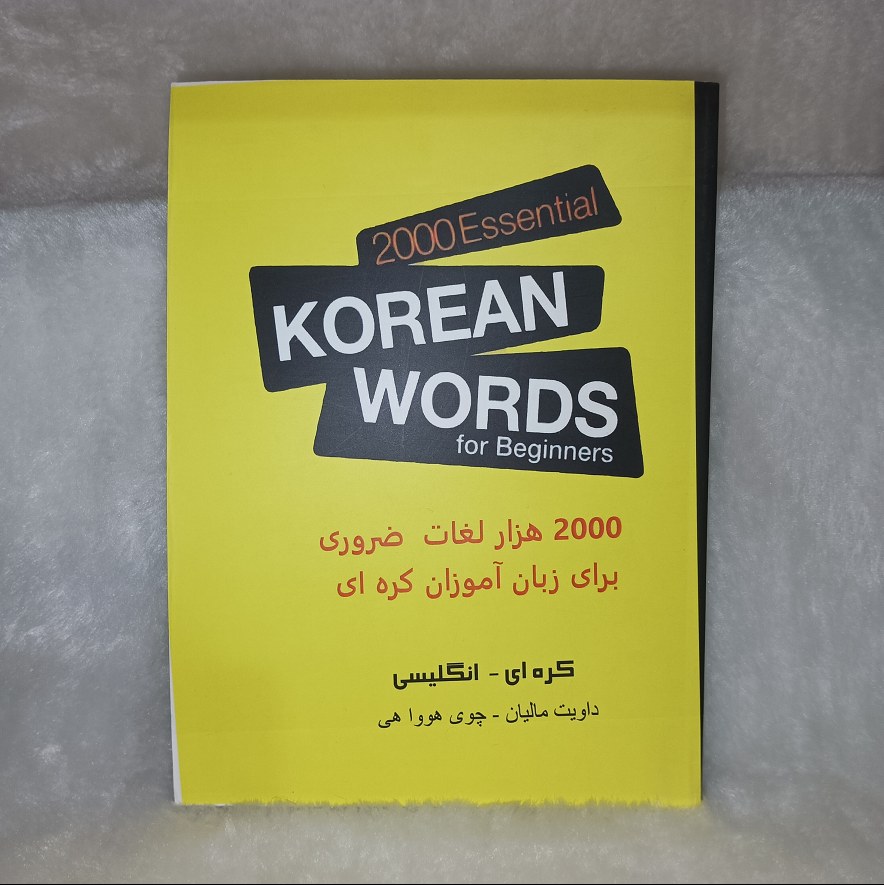 2000 Essential
KOREAN
WORDS
for Beginners
2000 هزار لغات ضروری
برای زبان آموزان کره ای
کره ای - انگلیسی
داویت مالیان - چوی هووا هی